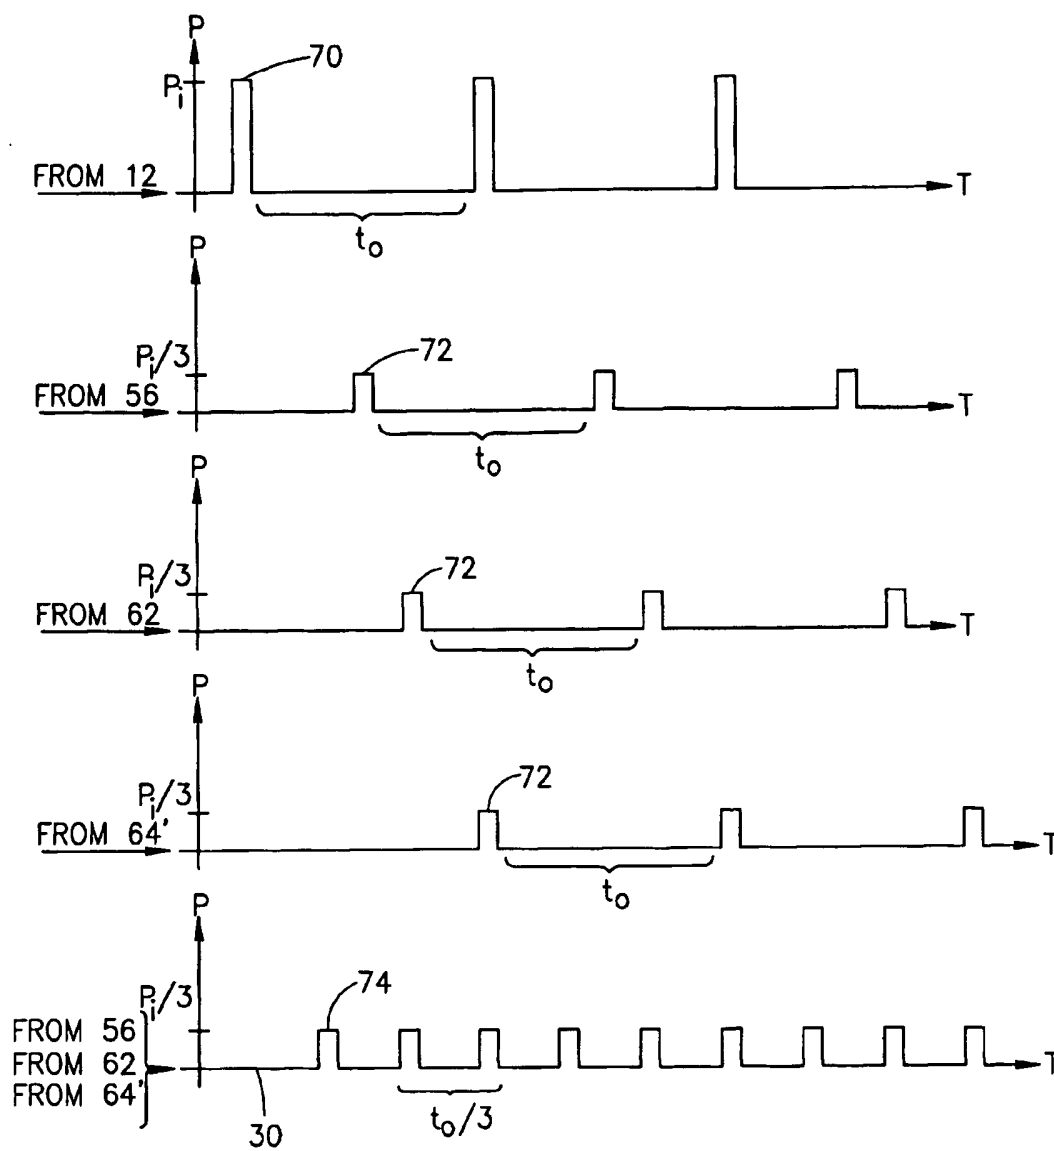 P
70
Pi
FROM 12
T
to
P
Pi/3
72
FROM 56
T
to
P
Pi/3
72
FROM 62
T
to
P
Pi/3
72
FROM 64'
T
to
P
Pi/3
74
FROM 56
FROM 62
FROM 64'
T
to/3
30